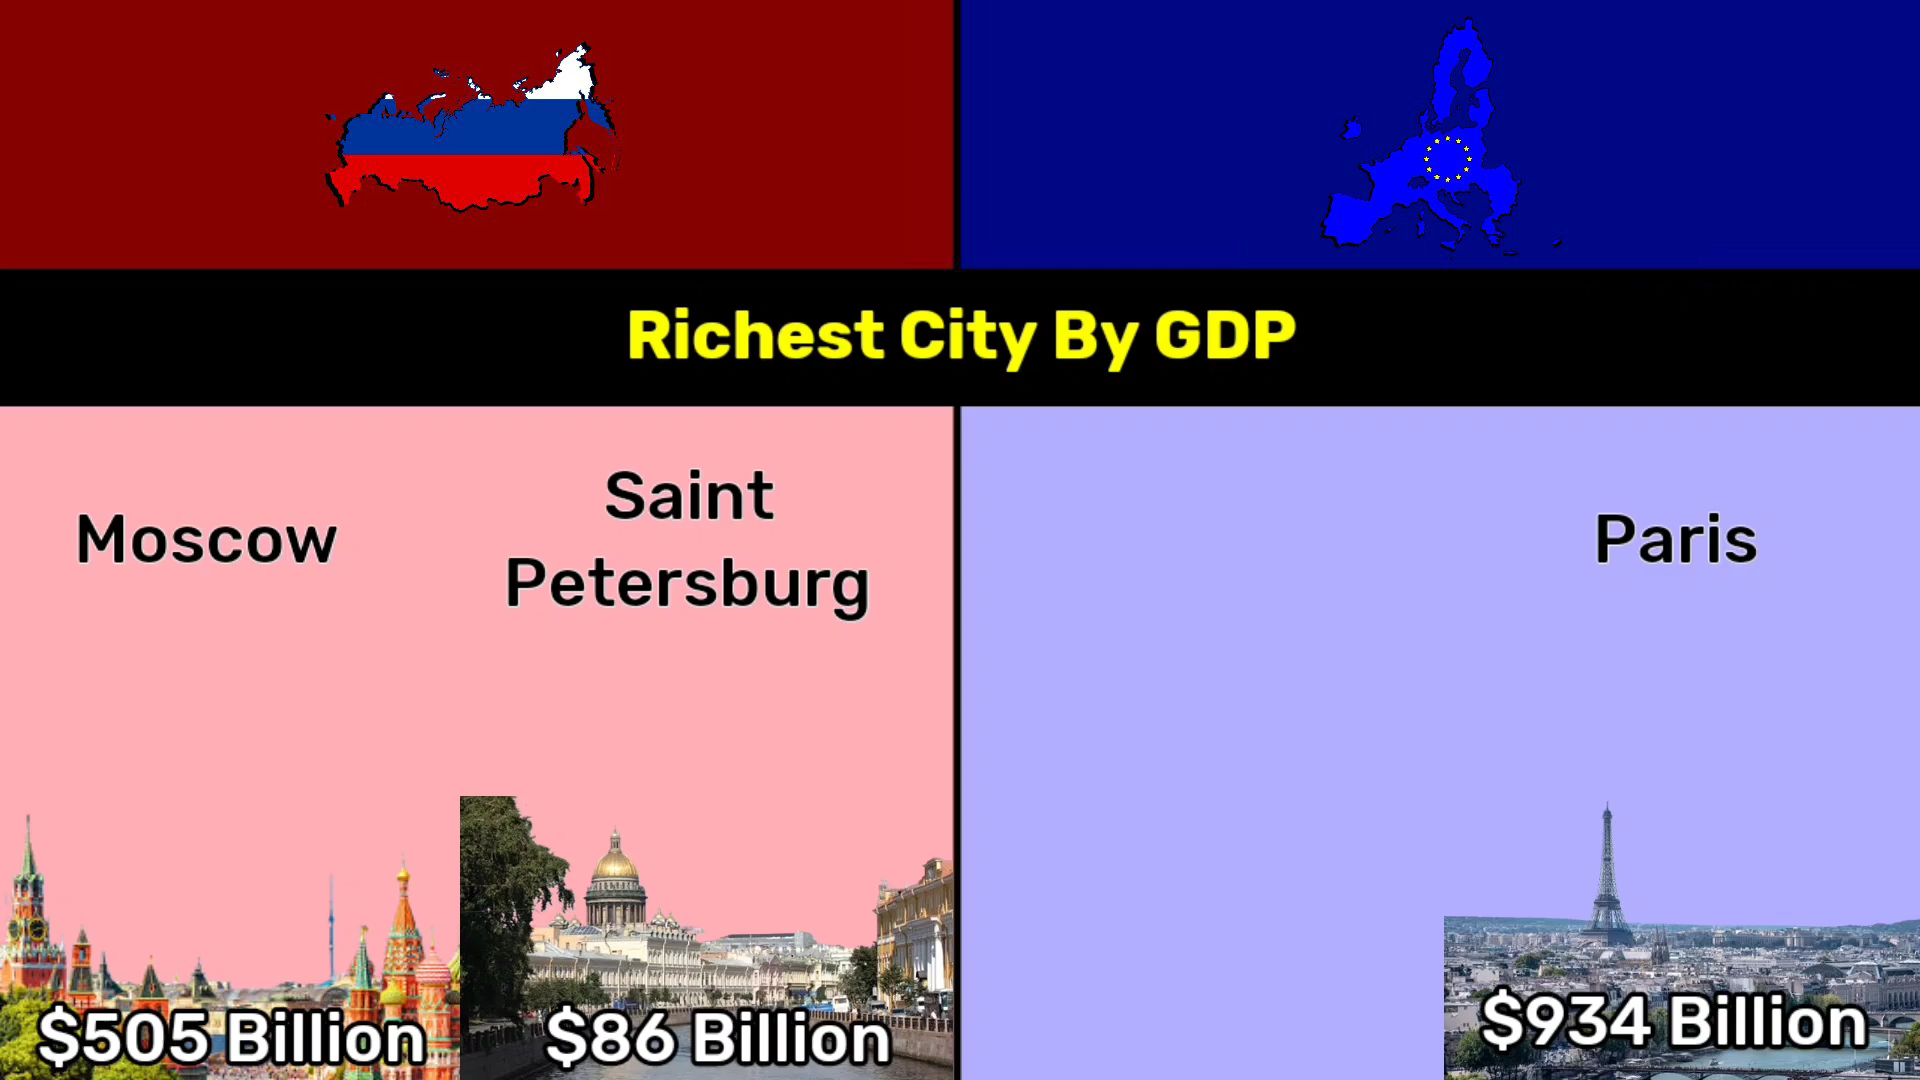 Richest City By GDP
Moscow
Saint
Petersburg
Paris
$505 Billion
$86 Billion
$934 Billion